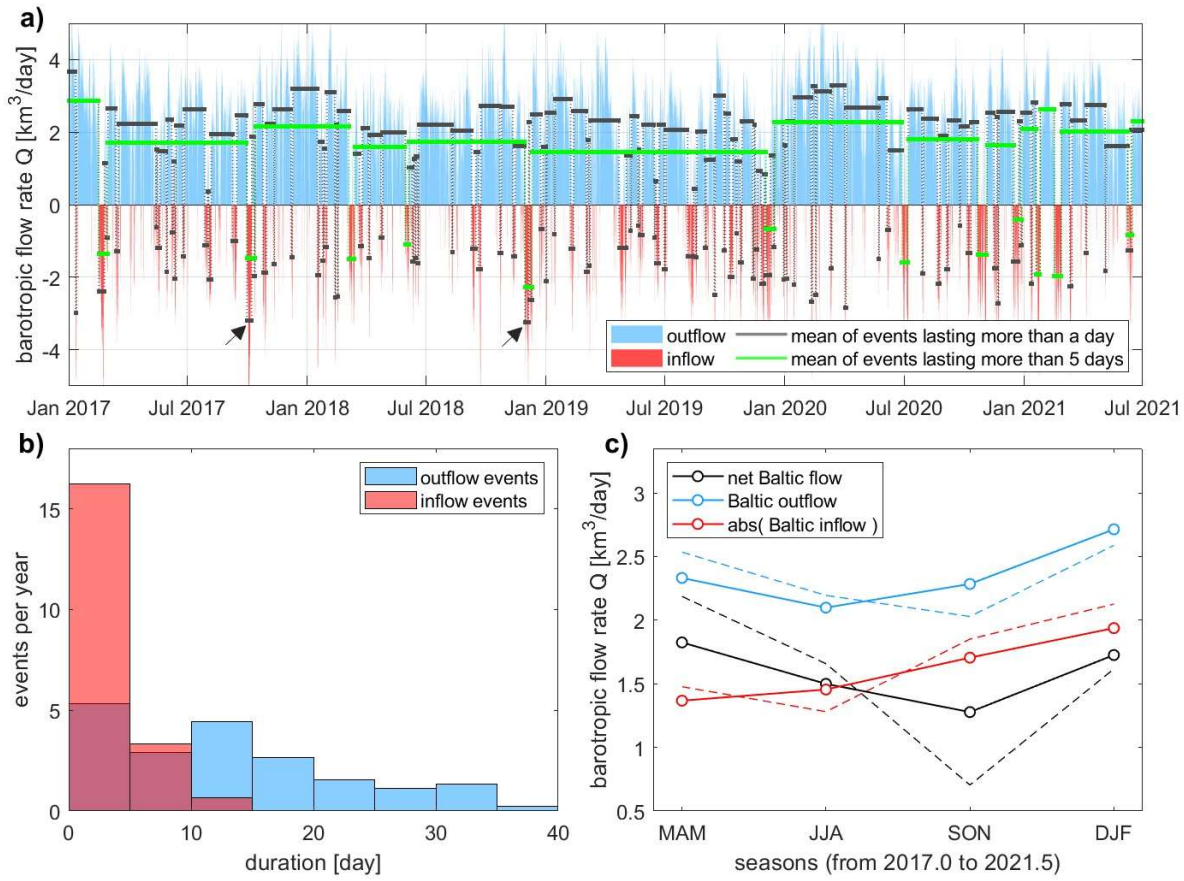 a)
barotropic flow rate Q [km³/day]
4
2
0
-2
-4
outflow
inflow
mean of events lasting more than a day
mean of events lasting more than 5 days
Jan 2017 Jul 2017 Jan 2018 Jul 2018 Jan 2019 Jul 2019 Jan 2020 Jul 2020 Jan 2021 Jul 2021
b)
events per year
15
10
5
0
outflow events
inflow events
0 10 20 30 40
duration [day]
c)
barotropic flow rate Q [km³/day]
3
2.5
2
1.5
1
0.5
net Baltic flow
Baltic outflow
abs( Baltic inflow )
MAM JJA SON DJF
seasons (from 2017.0 to 2021.5)